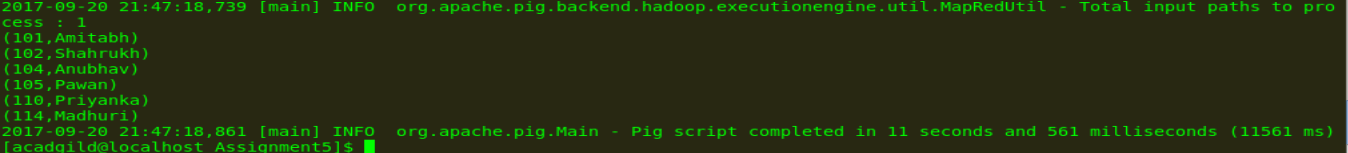 2017-09-20 21:47:18,739 [main] INFO  org.apache.pig.backend.hadoop.executionengine.util.MapRedUtil - Total input paths to pro
cess : 1
(101,Amitabh)
(102,Shahrukh)
(104,Anubhav)
(105,Pawan)
(110,Priyanka)
(114,Madhuri)
2017-09-20 21:47:18,861 [main] INFO  org.apache.pig.Main - Pig script completed in 11 seconds and 561 milliseconds (11561 ms)
[acadgild@localhost Assignment5]$